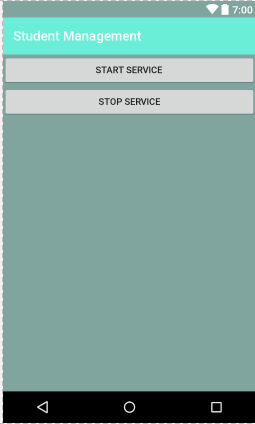 7:00
Student Management
START SERVICE
STOP SERVICE